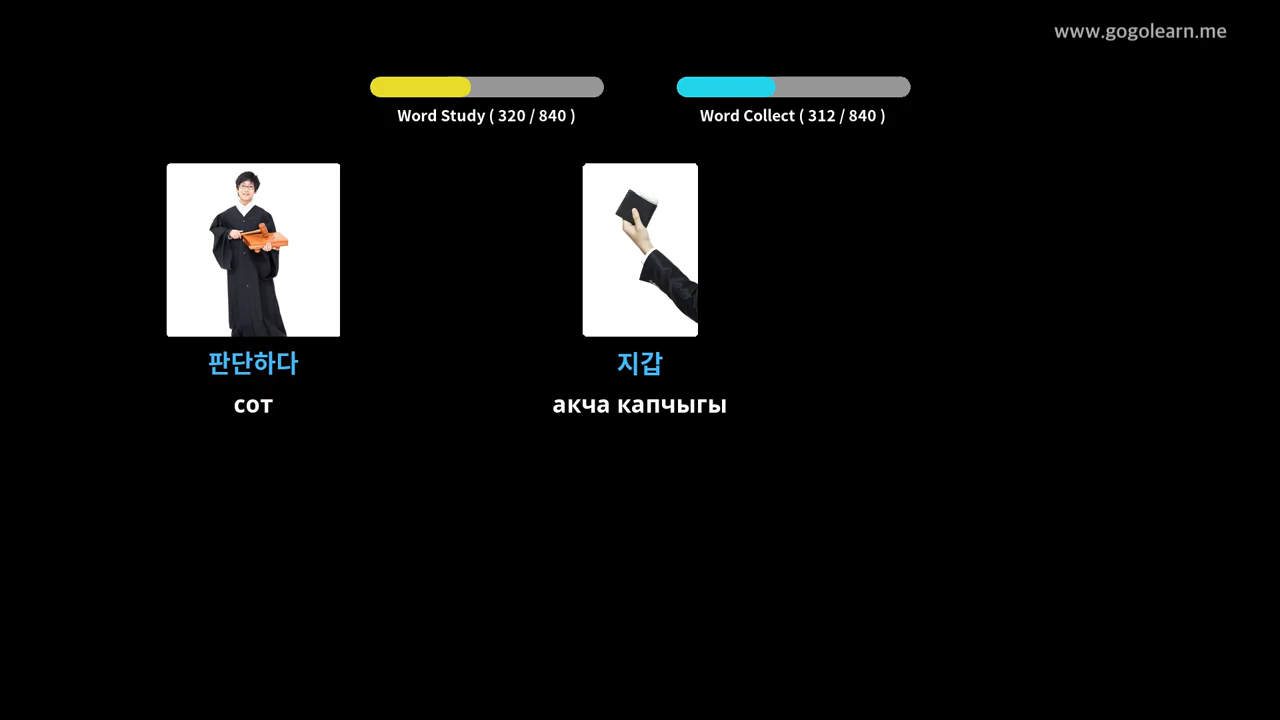 www.gogolearn.me
Word Study ( 320 / 840 )
Word Collect ( 312 / 840 )
판단하다
сот
지갑
акча капчыгы